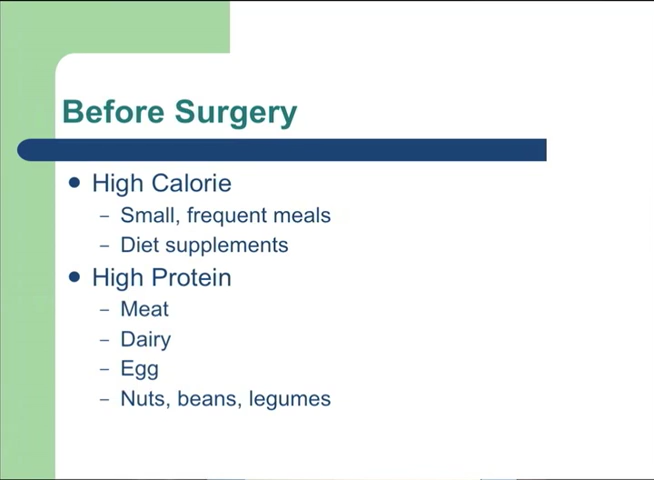 Before Surgery
● High Calorie
– Small, frequent meals
– Diet supplements
● High Protein
– Meat
– Dairy
– Egg
– Nuts, beans, legumes